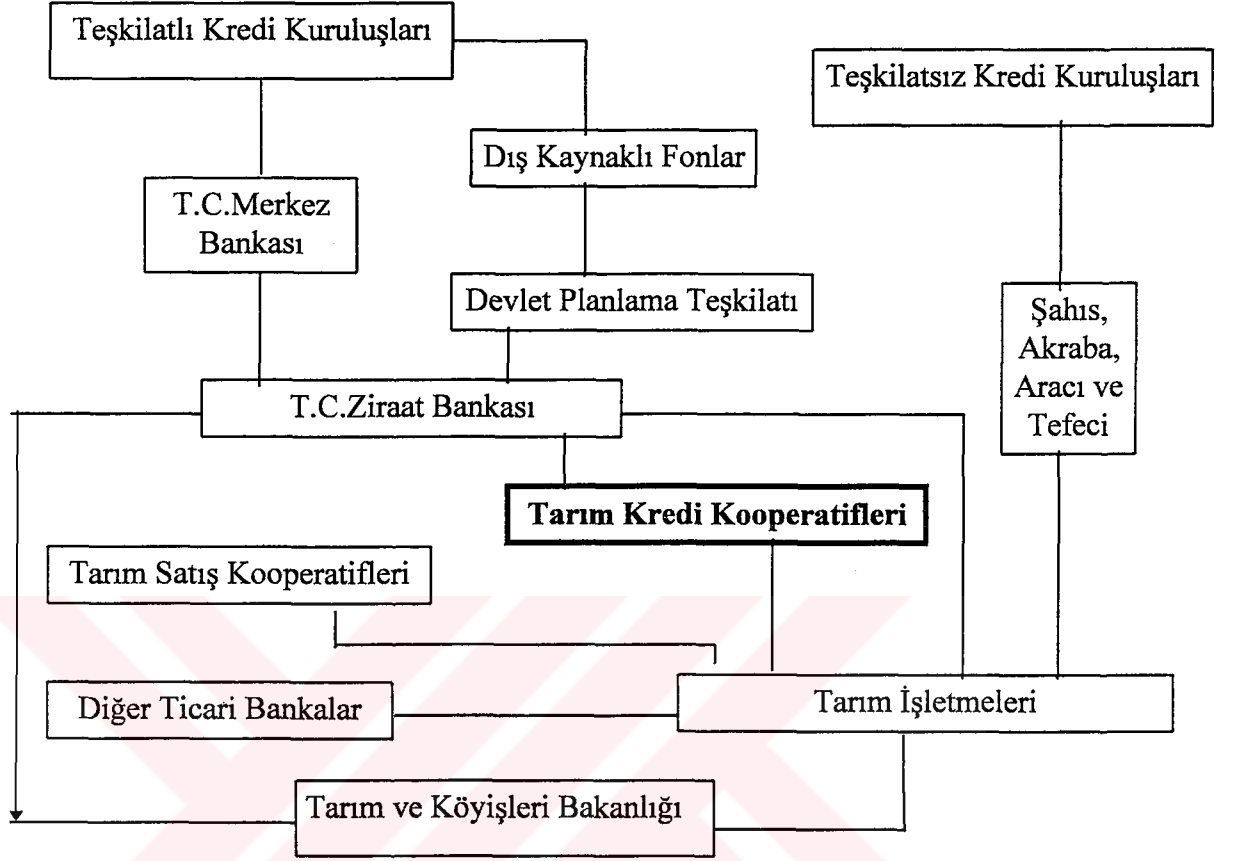 Teşkilatlı Kredi Kuruluşları
Teşkilatsız Kredi Kuruluşları
Dış Kaynaklı Fonlar
T.C.Merkez
Bankası
Devlet Planlama Teşkilatı
Şahıs,
Akraba,
Aracı ve
Tefeci
T.C.Ziraat Bankası
Tarım Kredi Kooperatifleri
Tarım Satış Kooperatifleri
Diğer Ticari Bankalar
Tarım İşletmeleri
Tarım ve Köyişleri Bakanlığı